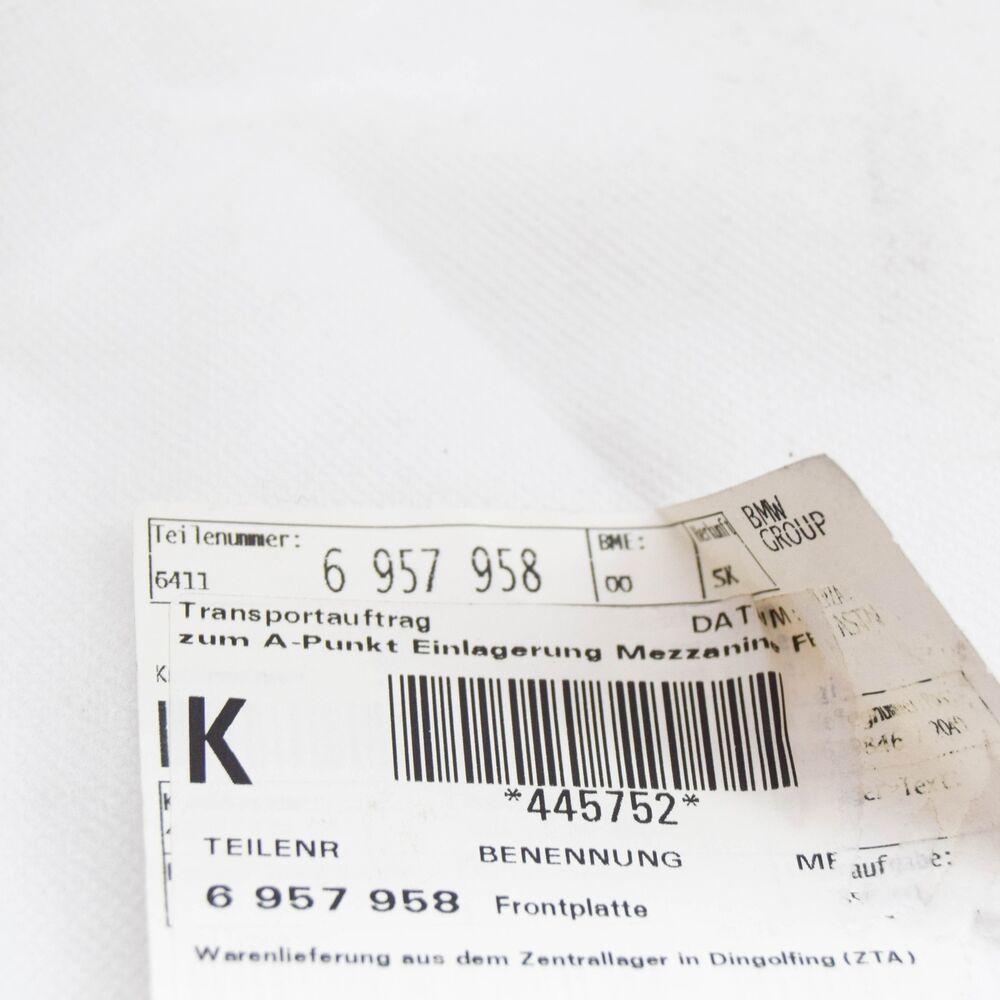 Teilenummer:
6 957 958
6411
BME:
00
SK
BMW
GROUP
Transportauftrag
zum A-Punkt Einlagerung Mezzanin
K
*445752*
TEILENR
BENENNUNG
6 957 958
Frontplatte
Warenlieferung aus dem Zentrallager in Dingolfing (ZTA)